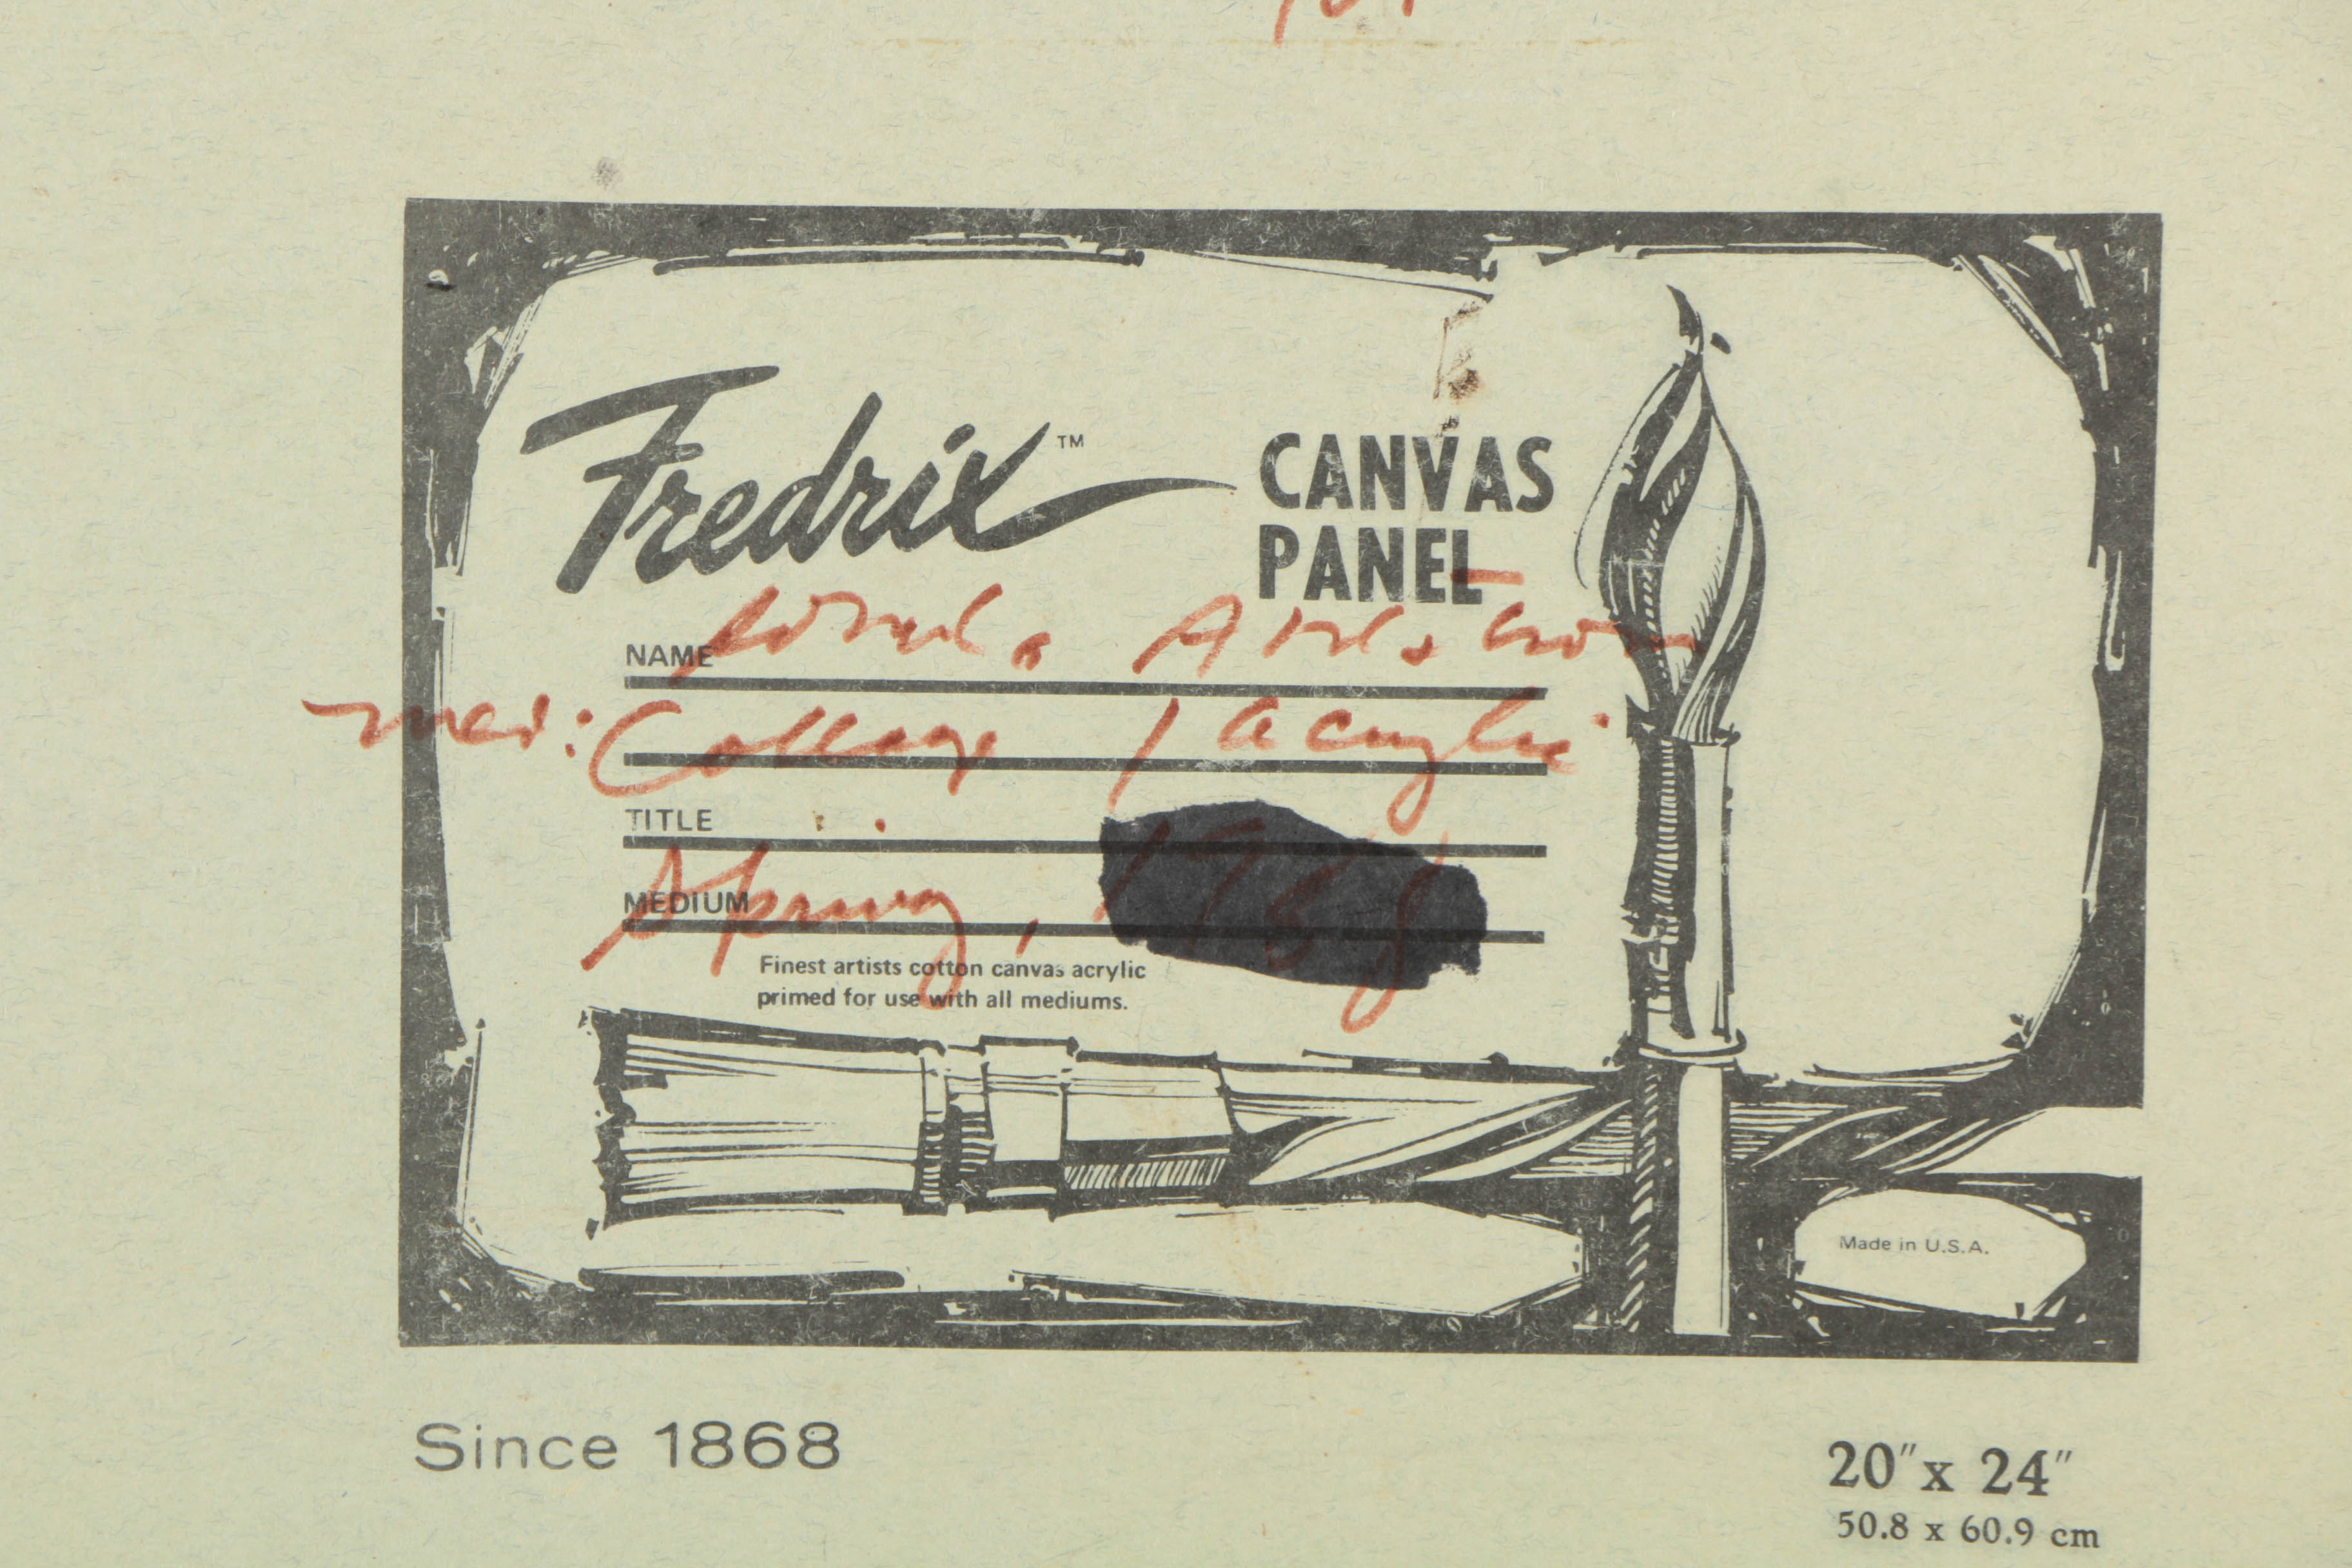 Fredrix™ CANVAS
PANEL
NAME
med: Collage / acrylic
TITLE
Spring, 1988
MEDIUM
Finest artists cotton canvas acrylic
primed for use with all mediums.
Made in U.S.A.
Since 1868
20" x 24"
50.8 x 60.9 cm